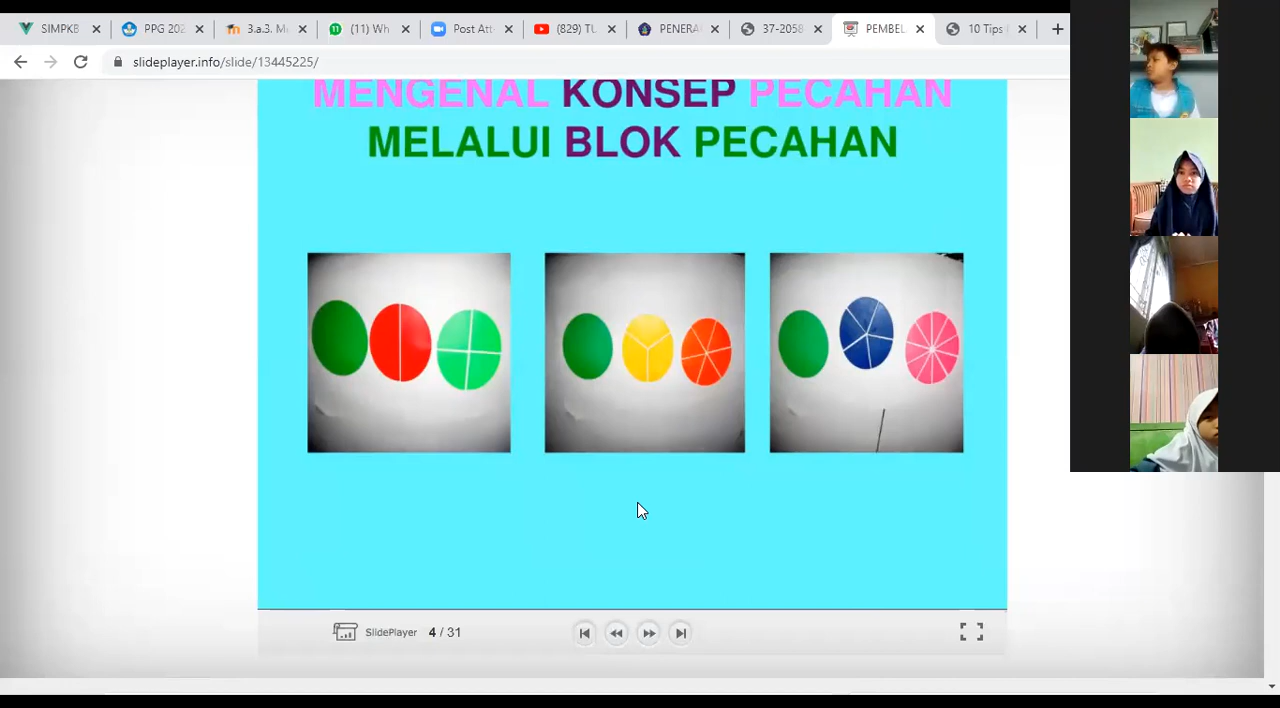 SIMPKB
PPG 202
3.a.3. M
(11) Wh
Post Att
(829) TU
PENERA
37-2058
PEMBEL
10 Tips
slideplayer.info/slide/13445225/
MENGENAL KONSEP PECAHAN
MELALUI BLOK PECAHAN
SlidePlayer 4 / 31